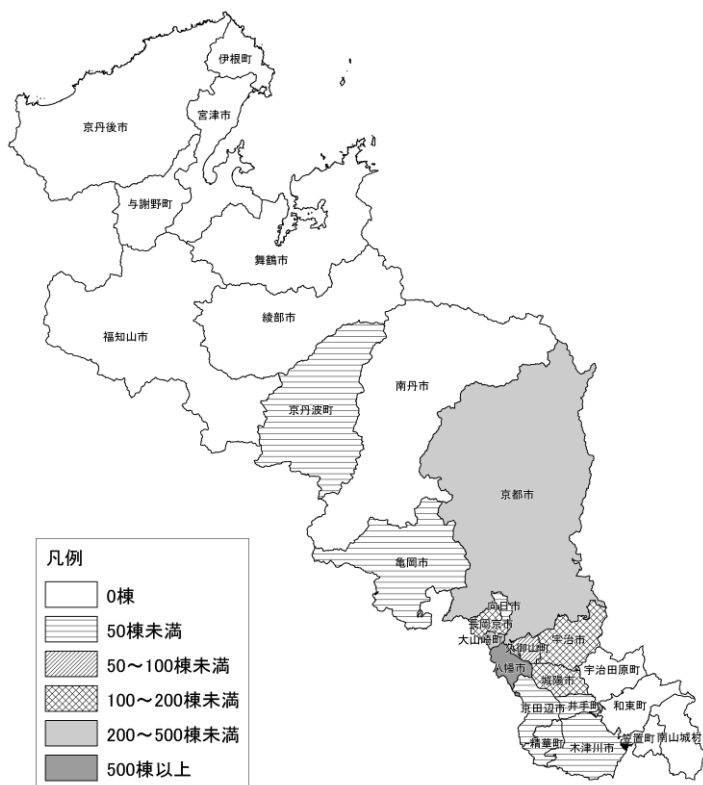 伊根町
宮津市
京丹後市
与謝野町
舞鶴市
綾部市
福知山市
南丹市
京丹波町
京都市
亀岡市
向日市
長岡京市
大山崎町
久御山町
宇治市
八幡市
城陽市
宇治田原町
京田辺市
井手町
和束町
精華町
木津川市
笠置町
南山城村
凡例
0棟
50棟未満
50~100棟未満
100~200棟未満
200~500棟未満
500棟以上